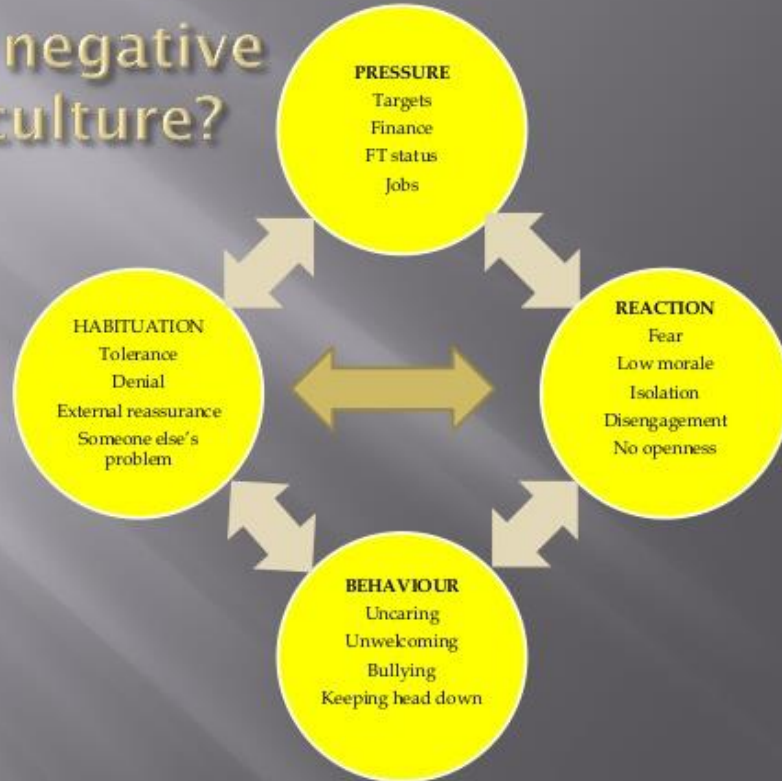 negative
culture?
PRESSURE
Targets
Finance
FT status
Jobs
HABITUATION
Tolerance
Denial
External reassurance
Someone else's
problem
REACTION
Fear
Low morale
Isolation
Disengagement
No openness
BEHAVIOUR
Uncaring
Unwelcoming
Bullying
Keeping head down